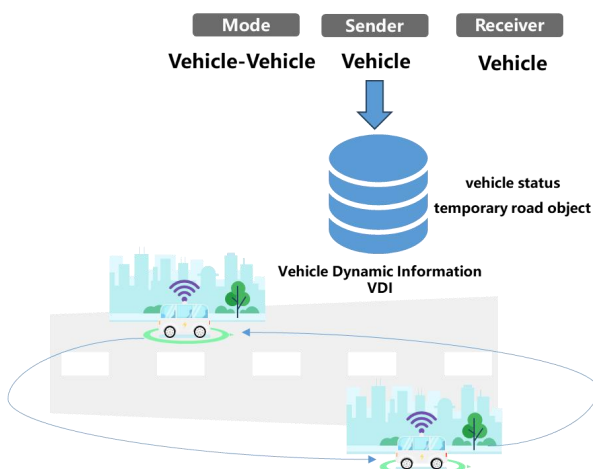 Mode
Sender
Receiver
Vehicle-Vehicle
Vehicle
Vehicle
vehicle status
temporary road object
Vehicle Dynamic Information
VDI